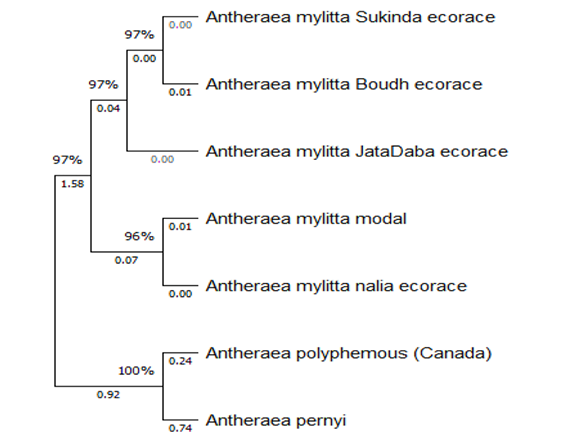 Antheraea mylitta Sukinda ecorace
0.00
97%
0.00
Antheraea mylitta Boudh ecorace
0.01
97%
0.04
Antheraea mylitta JataDaba ecorace
0.00
97%
1.58
Antheraea mylitta modal
0.01
96%
0.07
Antheraea mylitta nalia ecorace
0.00
Antheraea polyphemous (Canada)
0.24
100%
0.92
Antheraea pernyi
0.74